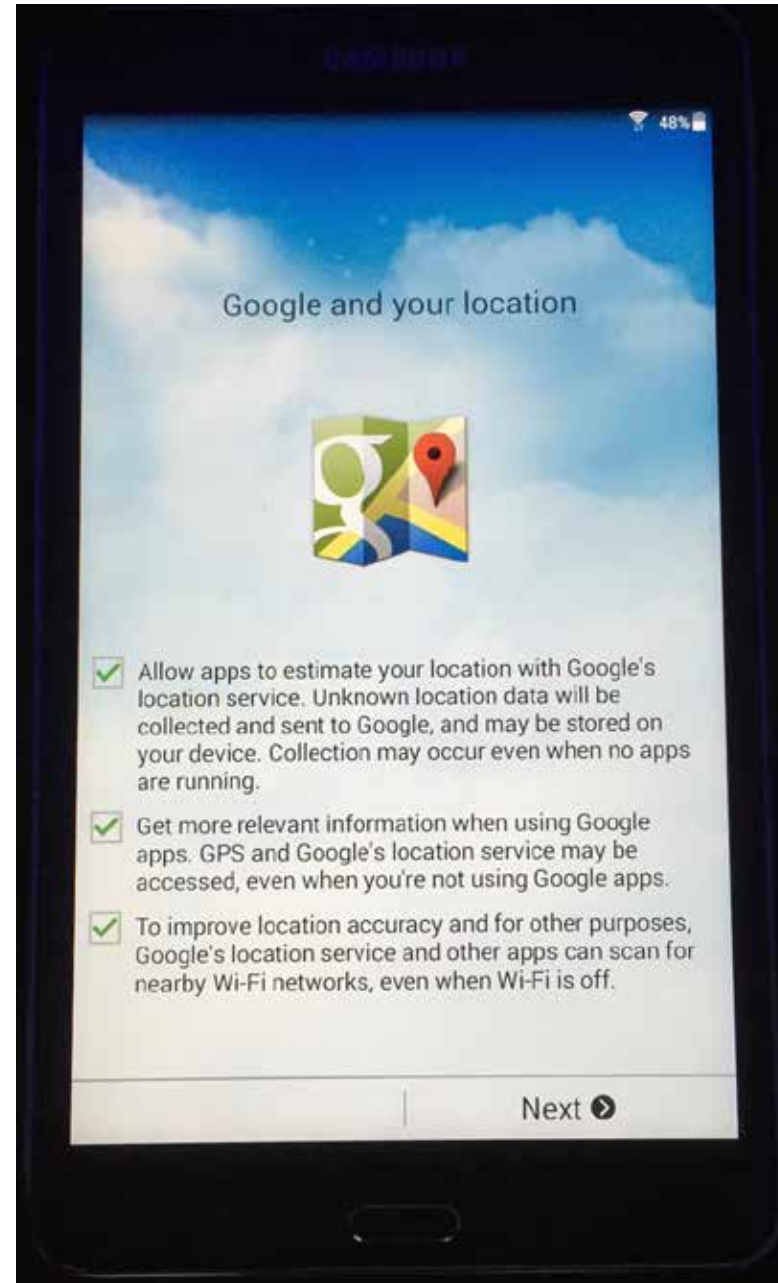 SAMSUNG
48%
Google and your location
g
Allow apps to estimate your location with Google's
location service. Unknown location data will be
collected and sent to Google, and may be stored on
your device. Collection may occur even when no apps
are running.
Get more relevant information when using Google
apps. GPS and Google's location service may be
accessed, even when you're not using Google apps.
To improve location accuracy and for other purposes,
Google's location service and other apps can scan for
nearby Wi-Fi networks, even when Wi-Fi is off.
Next